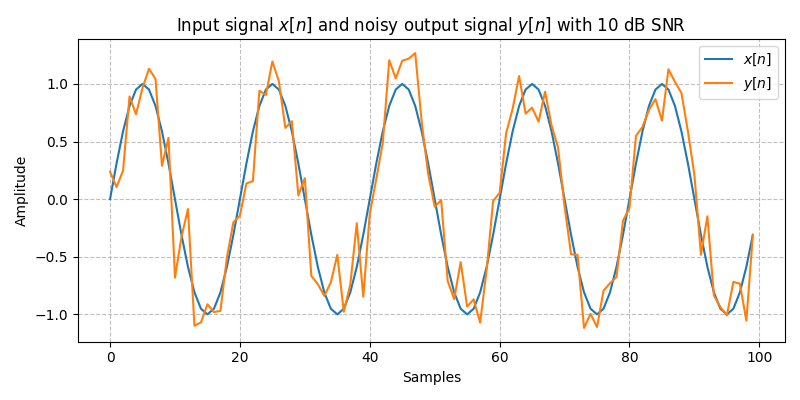 Input signal x[n] and noisy output signal y[n] with 10 dB SNR
x[n]
y[n]
1.0
0.5
0.0
−0.5
−1.0
Amplitude
0 20 40 60 80 100
Samples